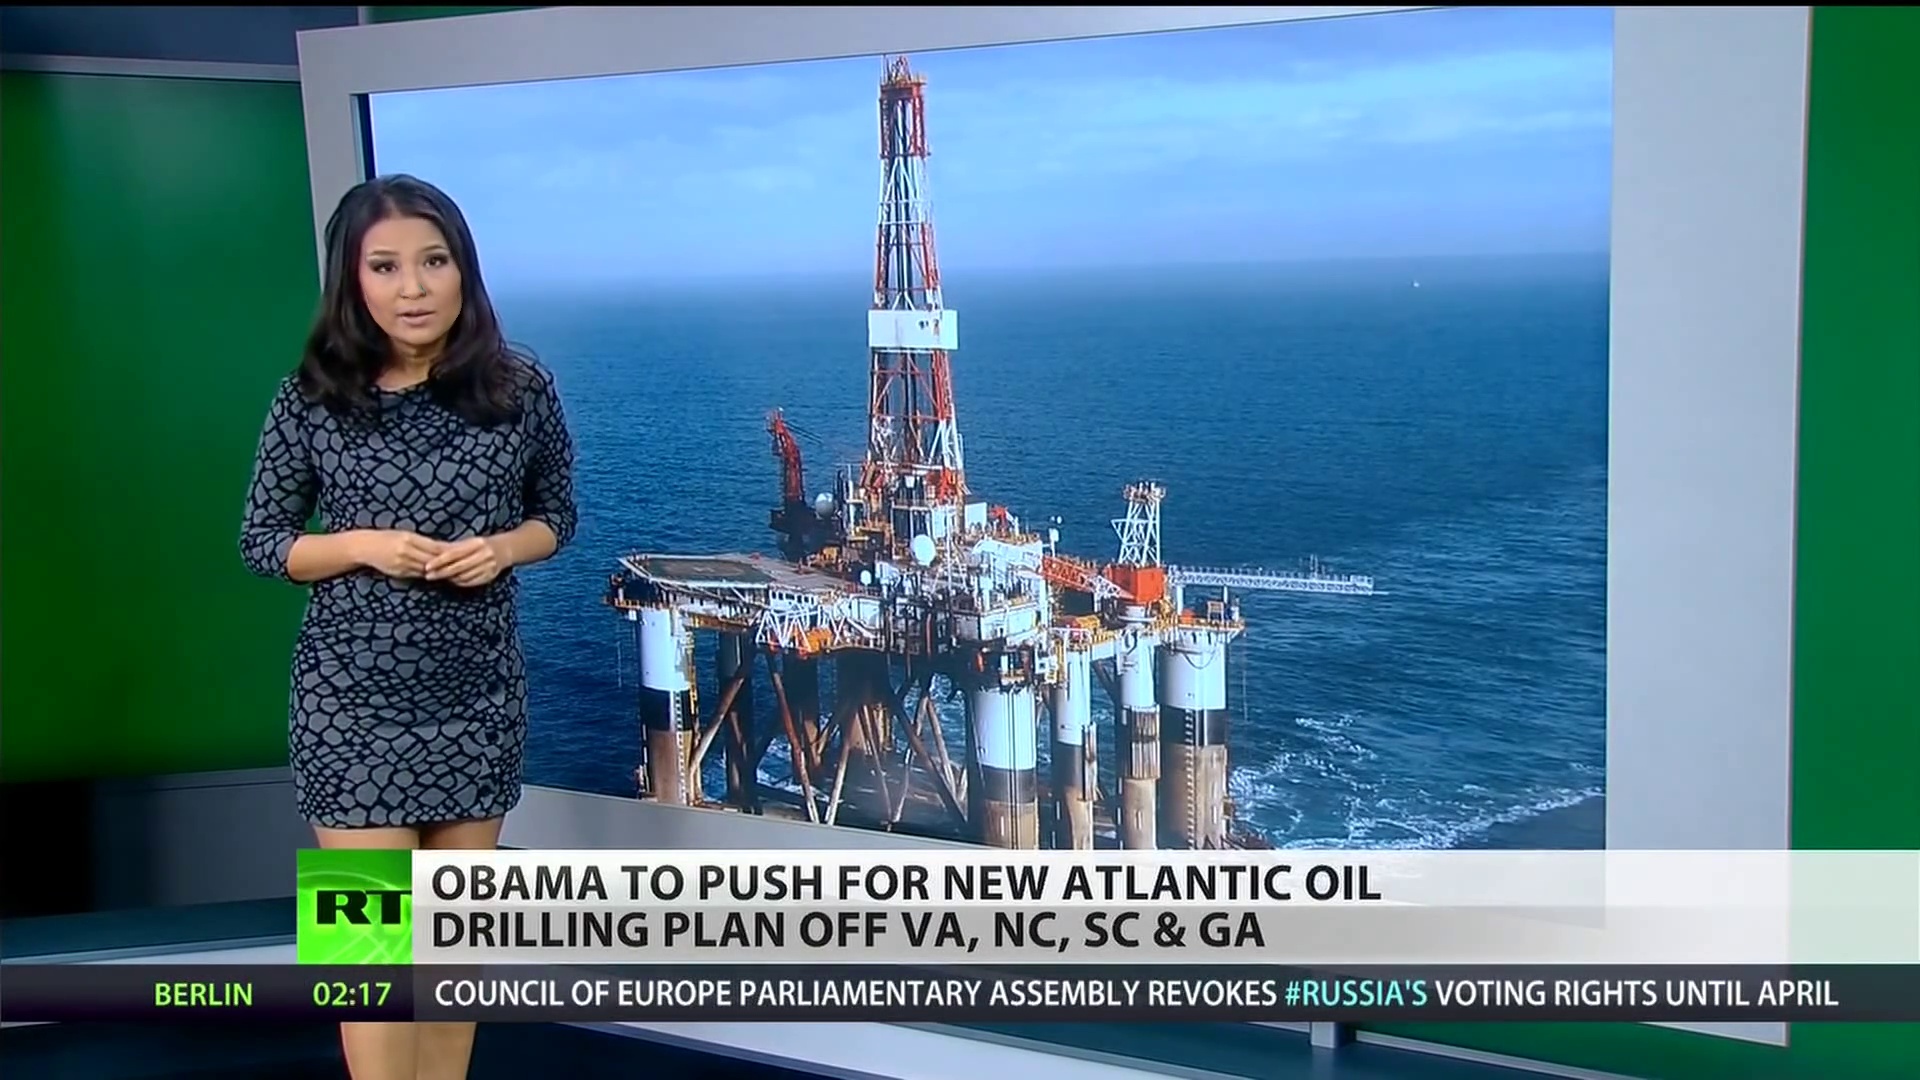 RT
OBAMA TO PUSH FOR NEW ATLANTIC OIL
DRILLING PLAN OFF VA, NC, SC & GA
BERLIN 02:17 COUNCIL OF EUROPE PARLIAMENTARY ASSEMBLY REVOKES #RUSSIA'S VOTING RIGHTS UNTIL APRIL